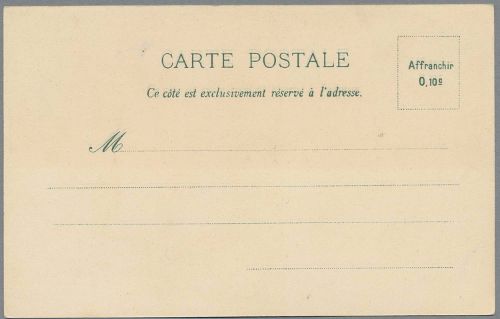 CARTE POSTALE
Affranchir
0,10c
Ce côté est exclusivement réservé à l'adresse.
M